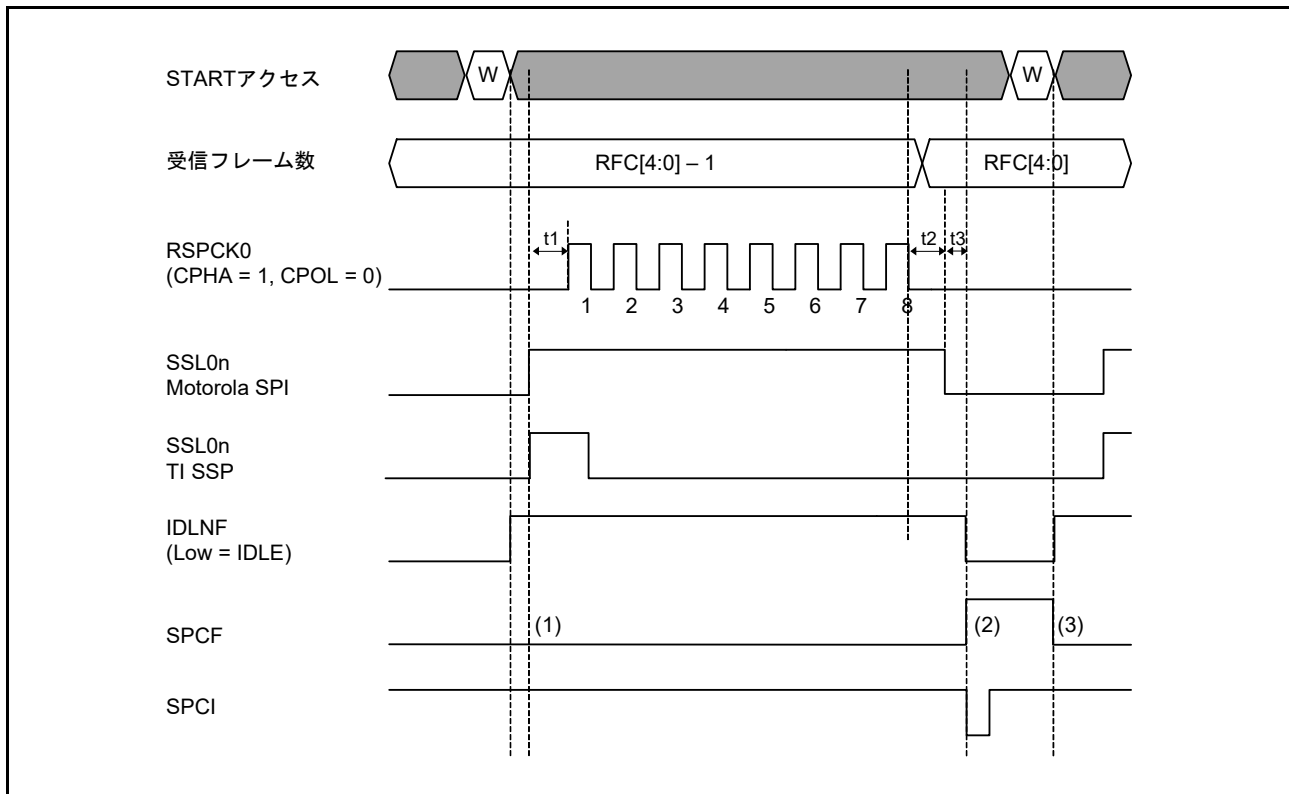 STARTアクセス
W
W
受信フレーム数
RFC[4:0] – 1
RFC[4:0]
RSPCK0
(CPHA = 1, CPOL = 0)
t1
t2
t3
1 2 3 4 5 6 7 8
SSL0n
Motorola SPI
SSL0n
TI SSP
IDLNF
(Low = IDLE)
SPCF
(1)
(2)
(3)
SPCI